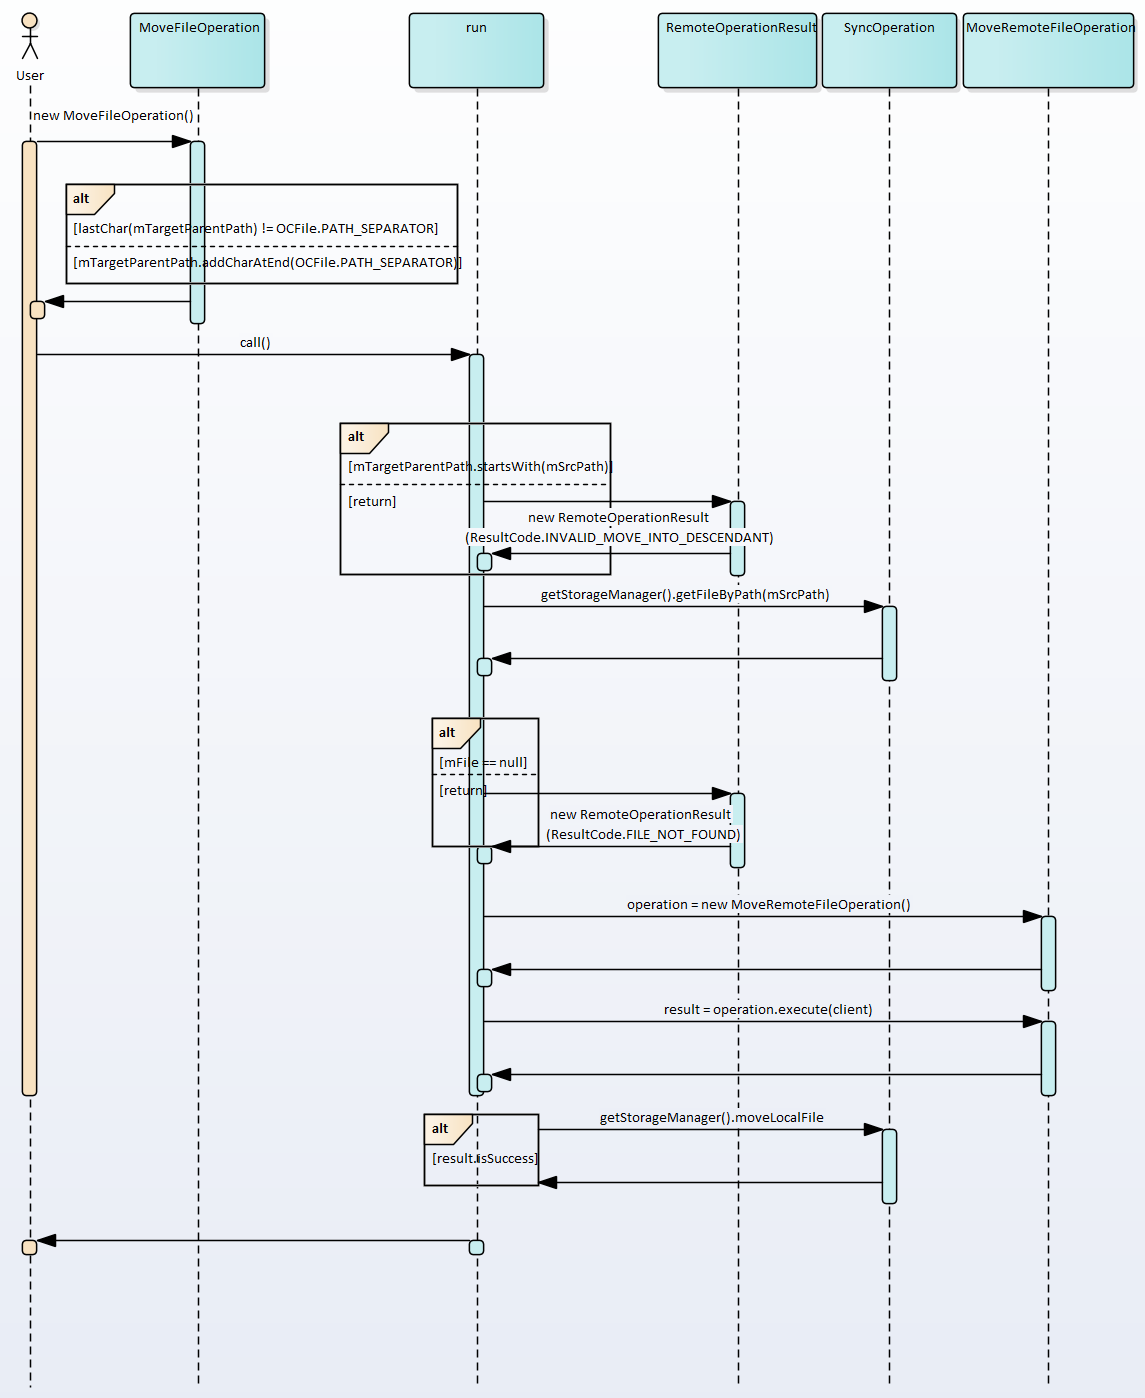 MoveFileOperation
run
RemoteOperationResult
SyncOperation
MoveRemoteFileOperation
User
new MoveFileOperation()
alt
[lastChar(mTargetParentPath) != OCFile.PATH_SEPARATOR]
[mTargetParentPath.addCharAtEnd(OCFile.PATH_SEPARATOR)]
call()
alt
[mTargetParentPath.startsWith(mSrcPath)]
[return]
new RemoteOperationResult
(ResultCode.INVALID_MOVE_INTO_DESCENDANT)
getStorageManager().getFileByPath(mSrcPath)
alt
[mFile == null]
[return]
new RemoteOperationResult
(ResultCode.FILE_NOT_FOUND)
operation = new MoveRemoteFileOperation()
result = operation.execute(client)
getStorageManager().moveLocalFile
alt
[result.isSuccess]